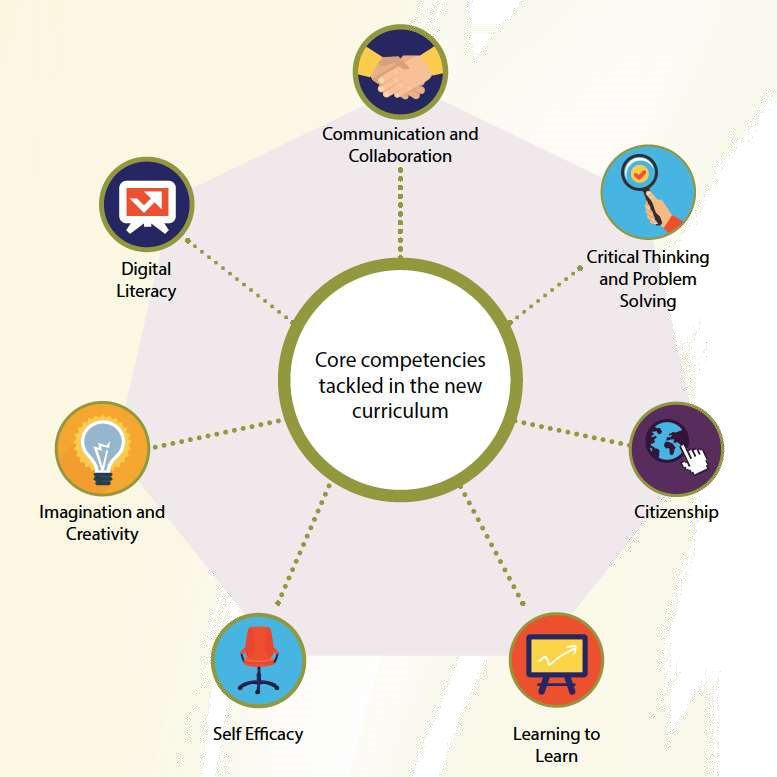 Communication and
Collaboration
Critical Thinking
and Problem
Solving
Digital
Literacy
Core competencies
tackled in the new
curriculum
Imagination and
Creativity
Citizenship
Self Efficacy
Learning to
Learn